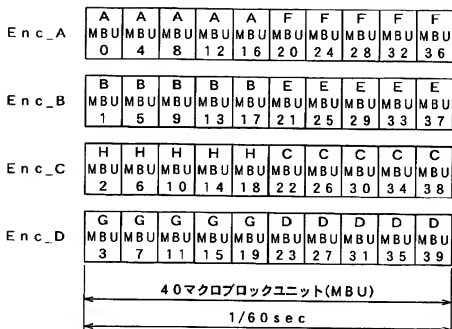 A A A A A F F F F F
Enc_A MBU MBU MBU MBU MBU MBU MBU MBU MBU MBU
0 4 8 12 16 20 24 28 32 36
B B B B B E E E E E
Enc_B MBU MBU MBU MBU MBU MBU MBU MBU MBU MBU
1 5 9 13 17 21 25 29 33 37
H H H H H C C C C C
Enc_C MBU MBU MBU MBU MBU MBU MBU MBU MBU MBU
2 6 10 14 18 22 26 30 34 38
G G G G G D D D D D
Enc_D MBU MBU MBU MBU MBU MBU MBU MBU MBU MBU
3 7 11 15 19 23 27 31 35 39
40マクロブロックユニット(MBU)
1/60sec